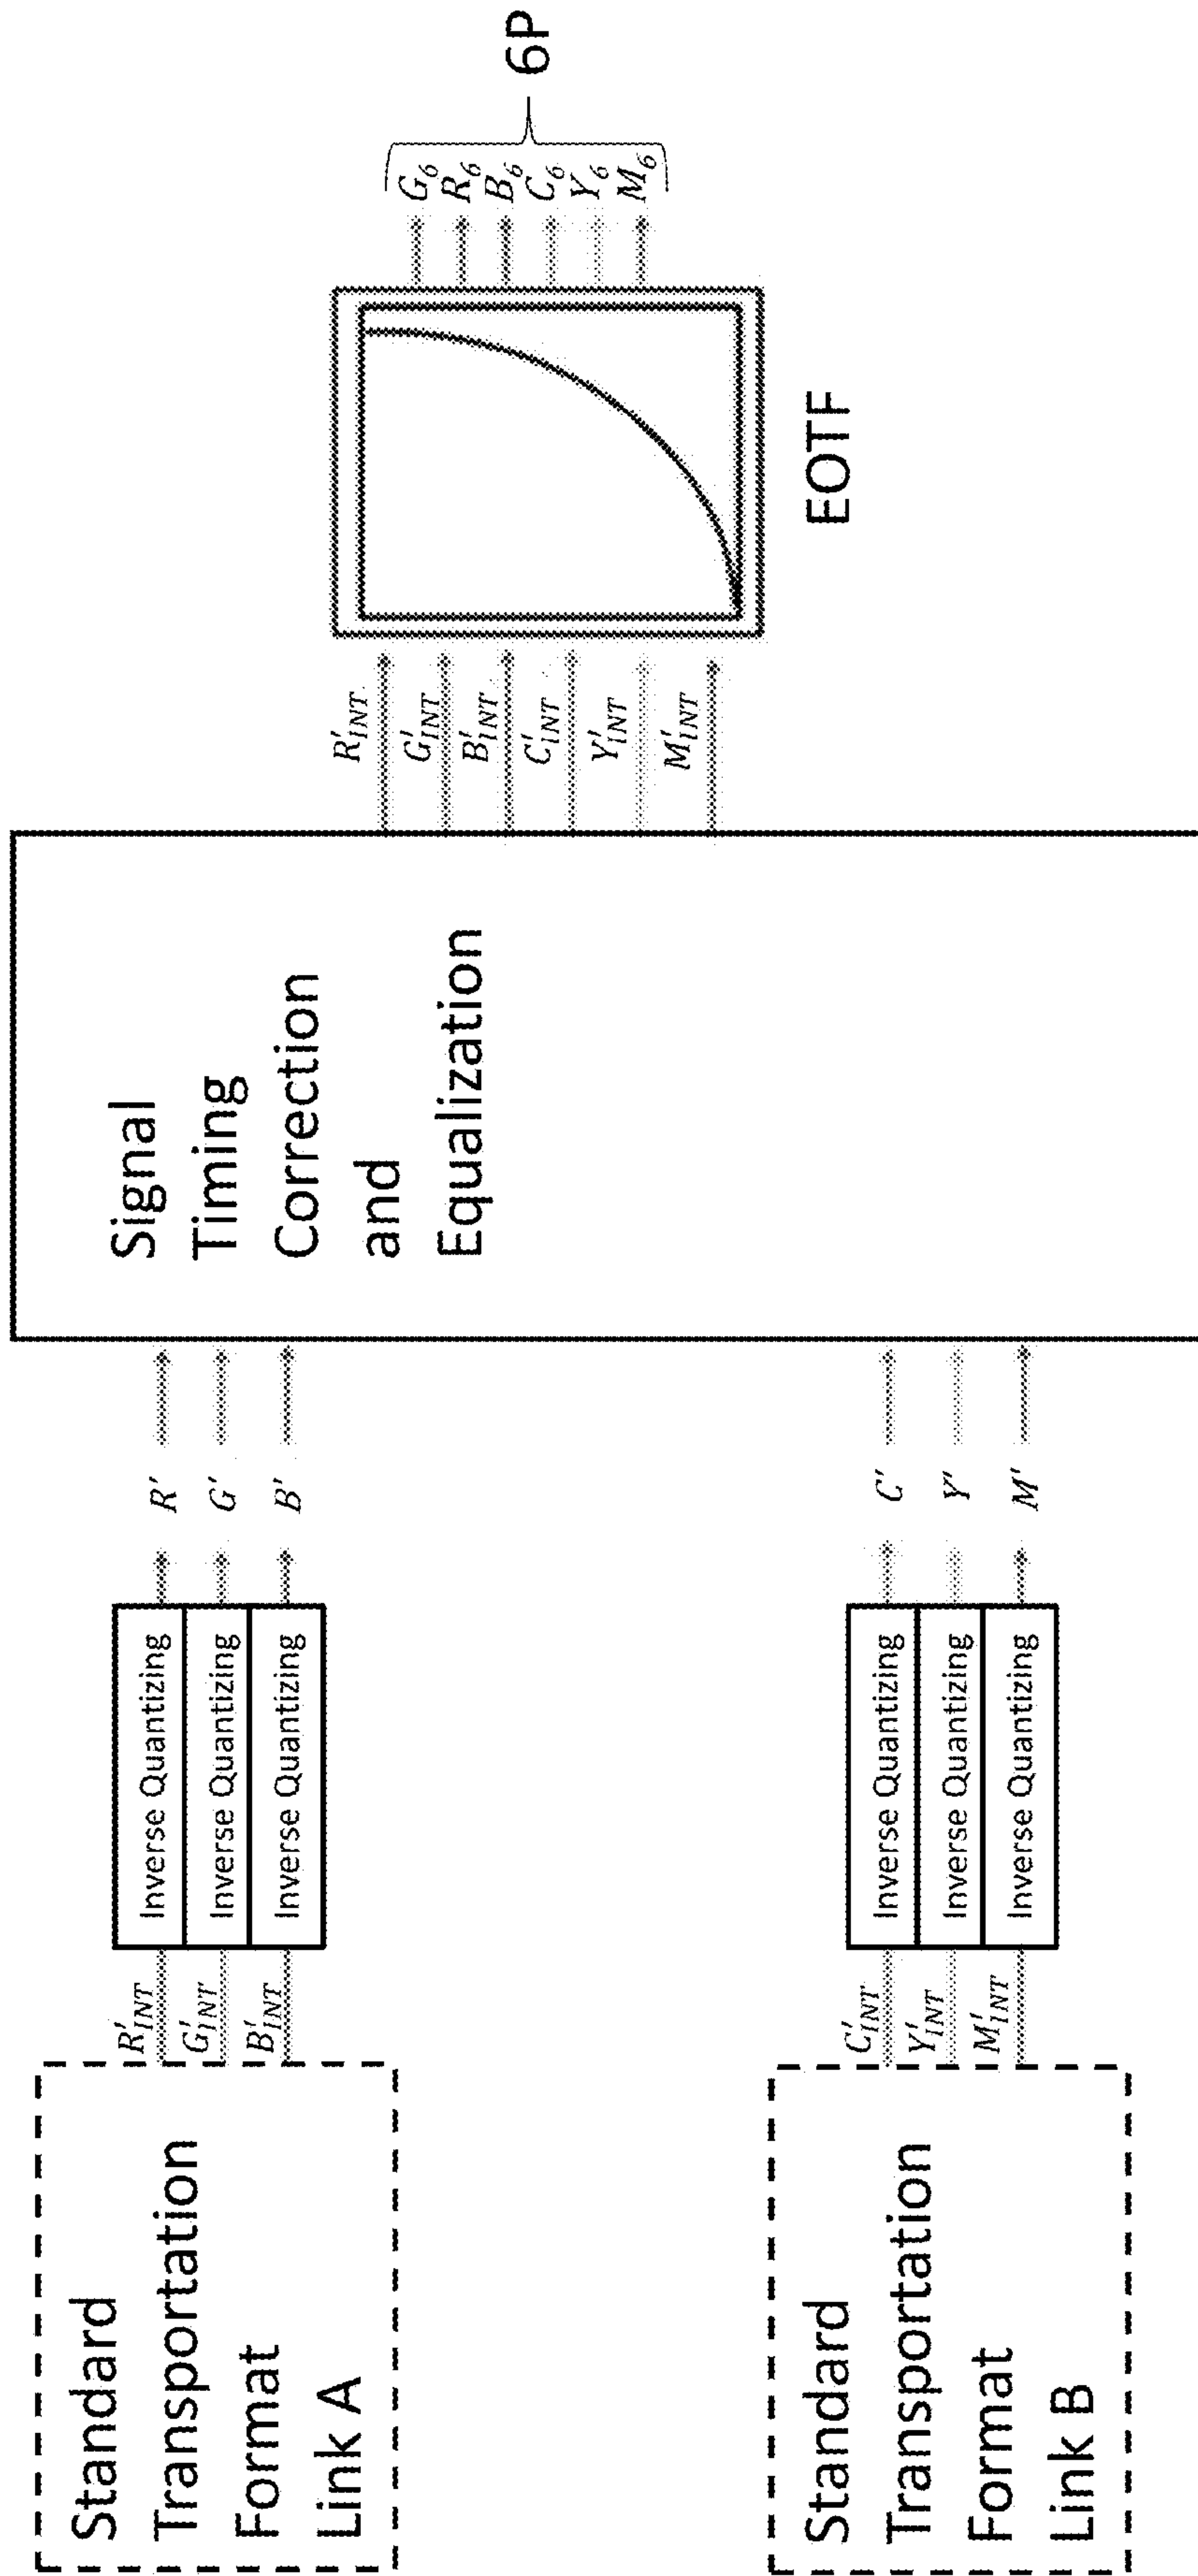 Standard
Transportation
Format
Link A
R'INT
G'INT
B'INT
Inverse Quantizing
Inverse Quantizing
Inverse Quantizing
R'
G'
B'
Standard
Transportation
Format
Link B
C'INT
Y'INT
M'INT
Inverse Quantizing
Inverse Quantizing
Inverse Quantizing
C'
Y'
M'
Signal
Timing
Correction
and
Equalization
R'INT
G'INT
B'INT
C'INT
Y'INT
M'INT
EOTF
G6
R6
B6
C6
Y6
M6
6P